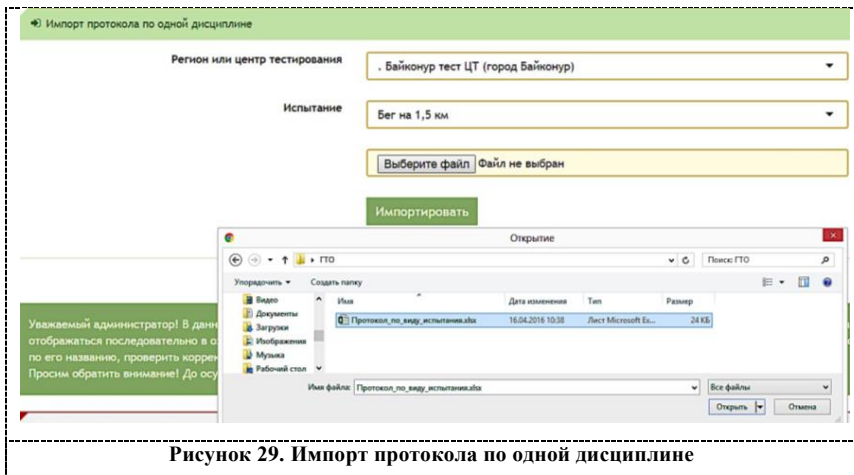 Импорт протокола по одной дисциплине
Регион или центр тестирования
. Байконур тест ЦТ (город Байконур)
Испытание
Бег на 1,5 км
Выберите файл Файл не выбран
Импортировать
Открытие
ГТО
Поиск: ГТО
Упорядочить Создать папку
Видео
Документы
Загрузки
Изображения
Музыка
Рабочий стол
Имя Дата изменения Тип Размер
Протокол_по_виду_испытания.xlsx 16.04.2016 10:38 Лист Microsoft Ex... 24 КБ
Имя файла: Протокол_по_виду_испытания.xlsx Все файлы
Открыть Отмена
Уважаемый администратор! В данн
отображаться последовательно в о
по его названию, проверить коррек
Просим обратить внимание! До осу
Рисунок 29. Импорт протокола по одной дисциплине